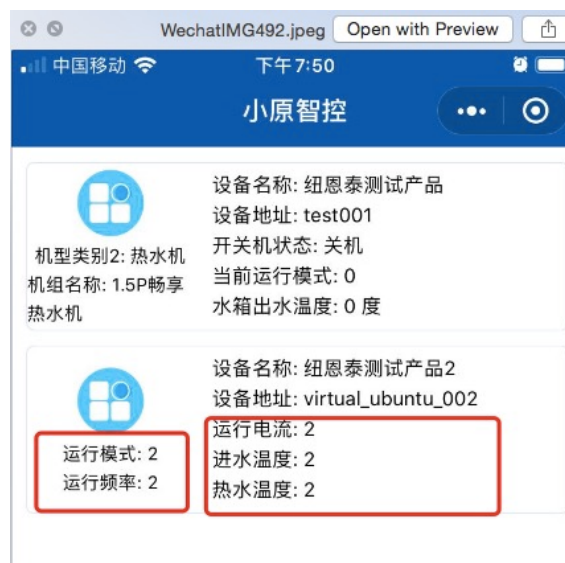 WechatIMG492.jpeg Open with Preview
中国移动 下午7:50
小原智控
设备名称: 纽恩泰测试产品
设备地址: test001
开关机状态: 关机
当前运行模式: 0
水箱出水温度: 0 度
机型类别2: 热水机
机组名称: 1.5P畅享
热水机
设备名称: 纽恩泰测试产品2
设备地址: virtual_ubuntu_002
运行电流: 2
进水温度: 2
热水温度: 2
运行模式: 2
运行频率: 2